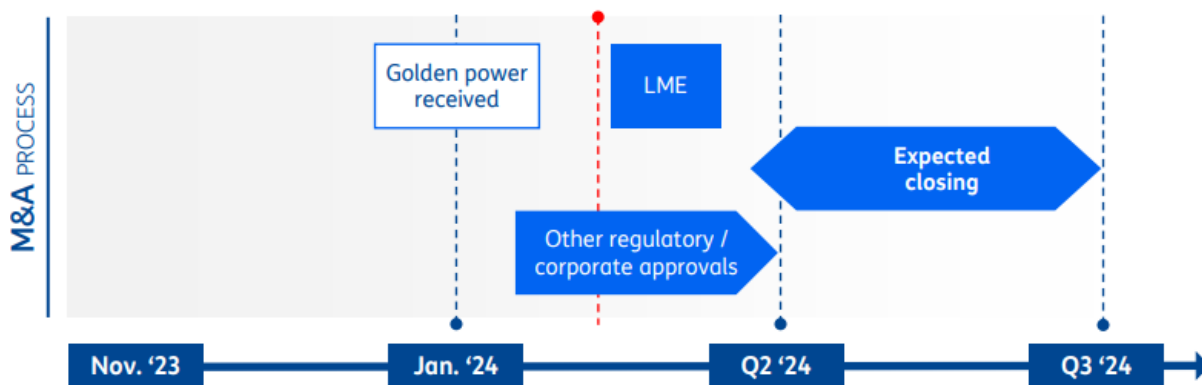 M&A PROCESS
Golden power
received
LME
Expected
closing
Other regulatory /
corporate approvals
Nov. ‘23
Jan. ‘24
Q2 ‘24
Q3 ‘24